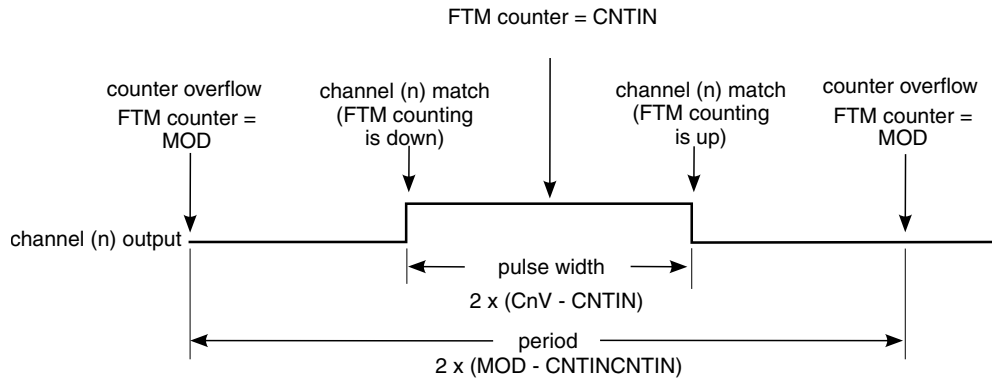 FTM counter = CNTIN
counter overflow
FTM counter =
MOD
channel (n) match
(FTM counting
is down)
channel (n) match
(FTM counting
is up)
counter overflow
FTM counter =
MOD
channel (n) output
pulse width
2 x (CnV - CNTIN)
period
2 x (MOD - CNTINCNTIN)